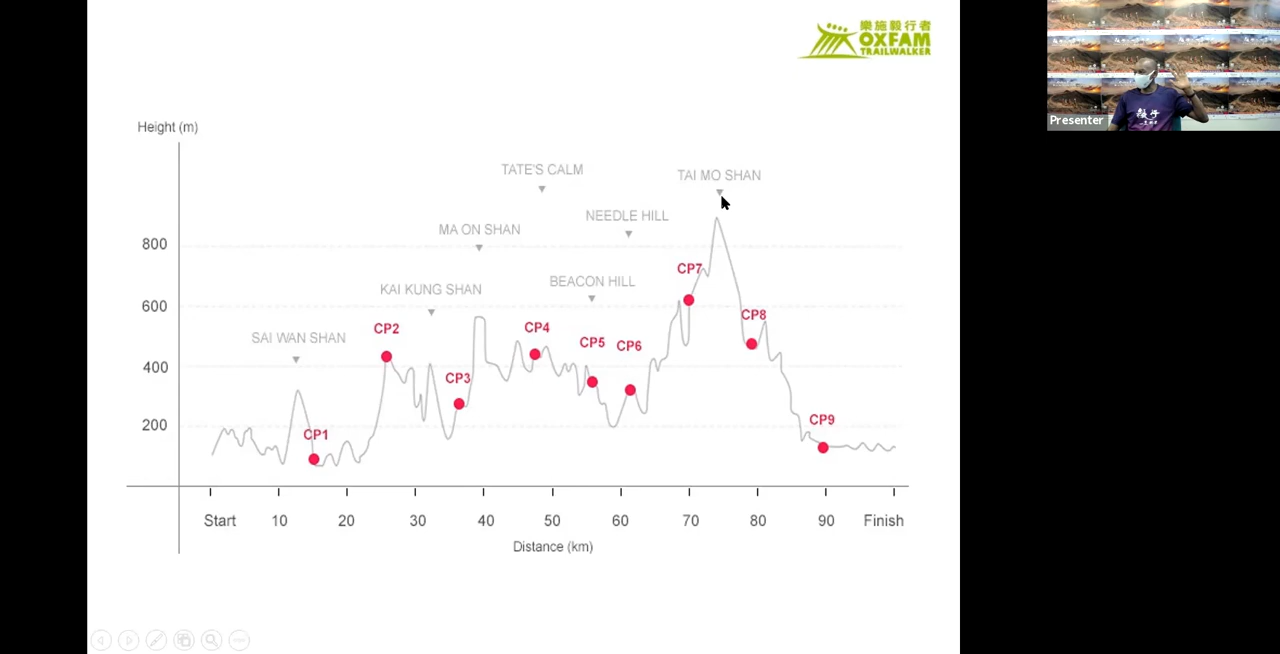 樂施毅行者
OXFAM
TRAILWALKER
Presenter
Height (m)
TATE'S CALM
TAI MO SHAN
NEEDLE HILL
MA ON SHAN
800
CP7
BEACON HILL
KAI KUNG SHAN
600
CP8
CP2
CP4
SAI WAN SHAN
CP5
CP6
400
CP3
CP9
200
CP1
Start 10 20 30 40 50 60 70 80 90 Finish
Distance (km)